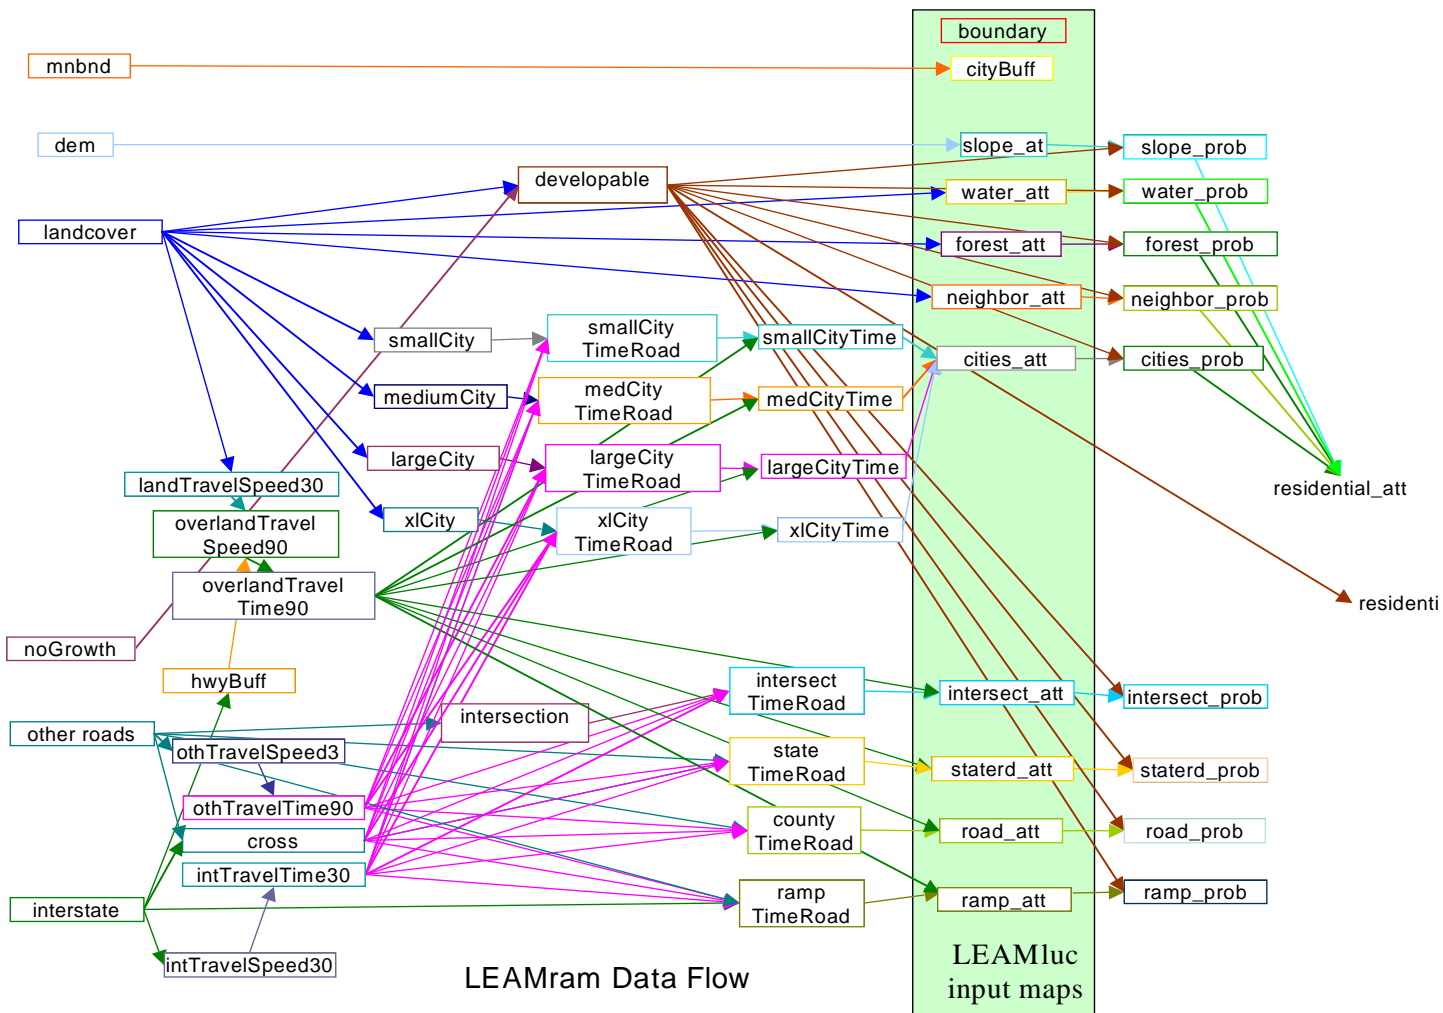 boundary
mnbnd
cityBuff
dem
slope_at
slope_prob
developable
water_att
water_prob
landcover
forest_att
forest_prob
neighbor_att
neighbor_prob
smallCity
smallCity
TimeRoad
smallCityTime
cities_att
cities_prob
mediumCity
medCity
TimeRoad
medCityTime
largeCity
largeCity
TimeRoad
largeCityTime
landTravelSpeed30
residential_att
overlandTravel
Speed90
xlCity
xlCity
TimeRoad
xlCityTime
overlandTravel
Time90
residenti
noGrowth
hwyBuff
intersect
TimeRoad
intersect_att
intersect_prob
other roads
intersection
othTravelSpeed3
state
TimeRoad
staterd_att
staterd_prob
othTravelTime90
cross
county
TimeRoad
road_att
road_prob
intTravelTime30
interstate
ramp
TimeRoad
ramp_att
ramp_prob
intTravelSpeed30
LEAMram Data Flow
LEAMluc
input maps